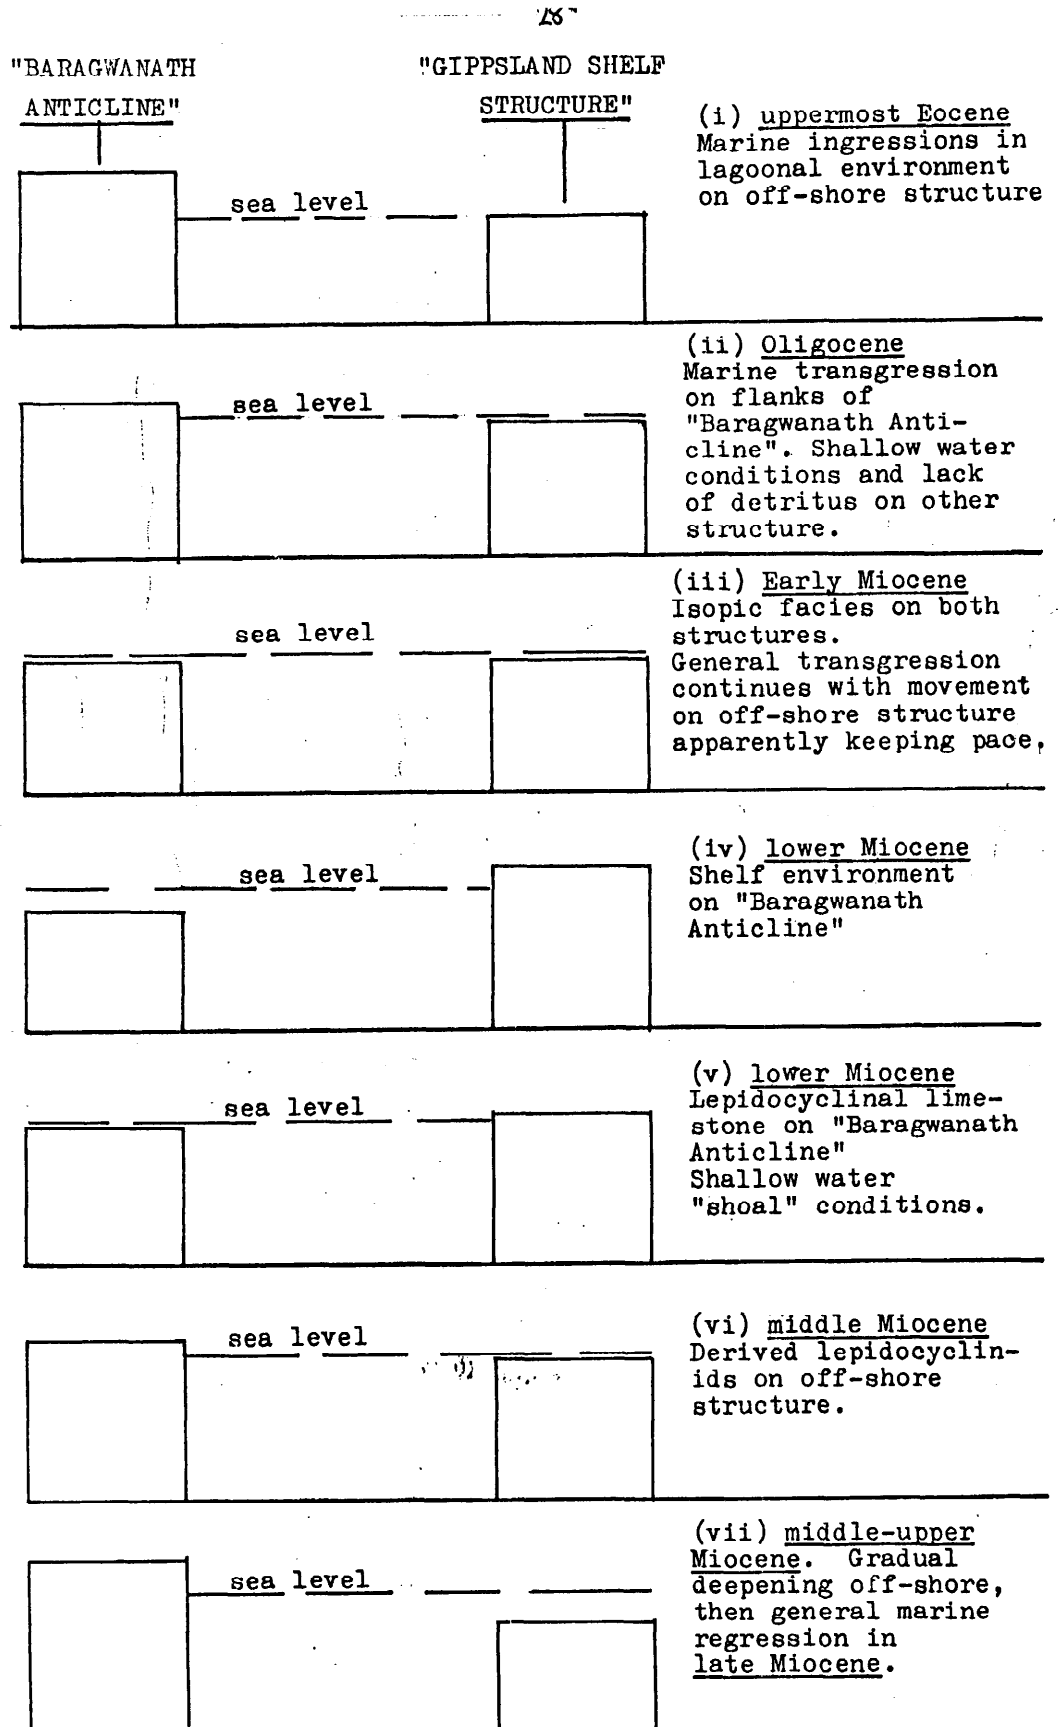 28
"BARAGWANATH
ANTICLINE"
"GIPPSLAND SHELF
STRUCTURE"
(i) uppermost Eocene
Marine ingressions in
lagoonal environment
on off-shore structure
sea level
(ii) Oligocene
Marine transgression
on flanks of
"Baragwanath Anti-
cline". Shallow water
conditions and lack
of detritus on other
structure.
sea level
(iii) Early Miocene
Isopic facies on both
structures.
General transgression
continues with movement
on off-shore structure
apparently keeping pace,
sea level
(iv) lower Miocene
Shelf environment
on "Baragwanath
Anticline"
sea level
(v) lower Miocene
Lepidocyclinal lime-
stone on "Baragwanath
Anticline"
Shallow water
"shoal" conditions.
sea level
(vi) middle Miocene
Derived lepidocyclin-
ids on off-shore
structure.
sea level
(vii) middle-upper
Miocene. Gradual
deepening off-shore,
then general marine
regression in
late Miocene.
sea level